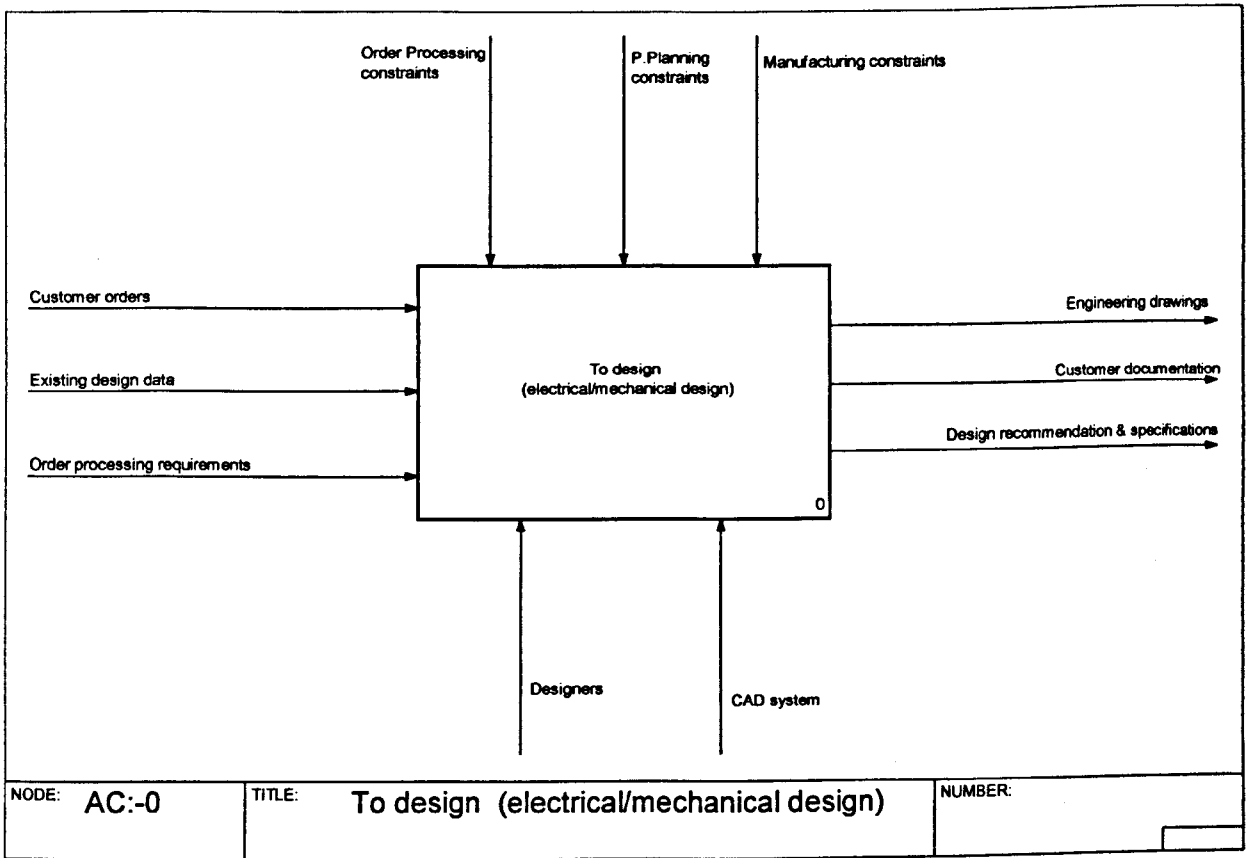 Order Processing
constraints
P.Planning
constraints
Manufacturing constraints
Customer orders
Existing design data
Order processing requirements
To design
(electrical/mechanical design)
0
Engineering drawings
Customer documentation
Design recommendation & specifications
Designers
CAD system
NODE: AC:-0
TITLE: To design (electrical/mechanical design)
NUMBER: